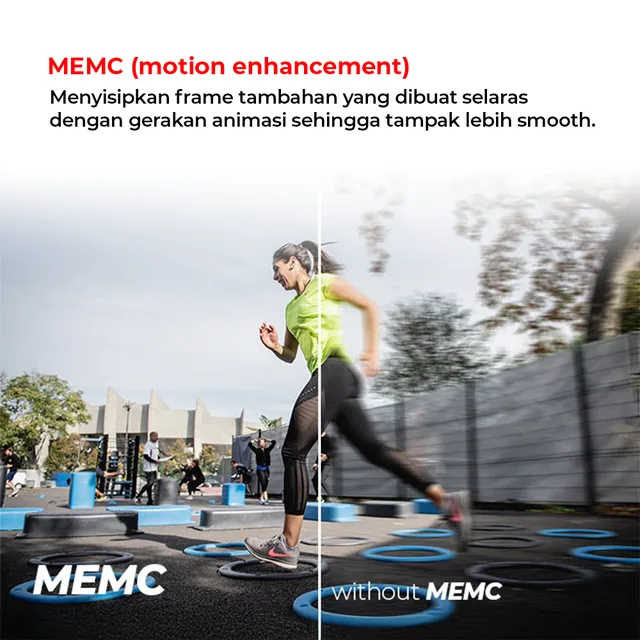 MEMC (motion enhancement)
Menyisipkan frame tambahan yang dibuat selaras
dengan gerakan animasi sehingga tampak lebih smooth.
MEMC
without MEMC